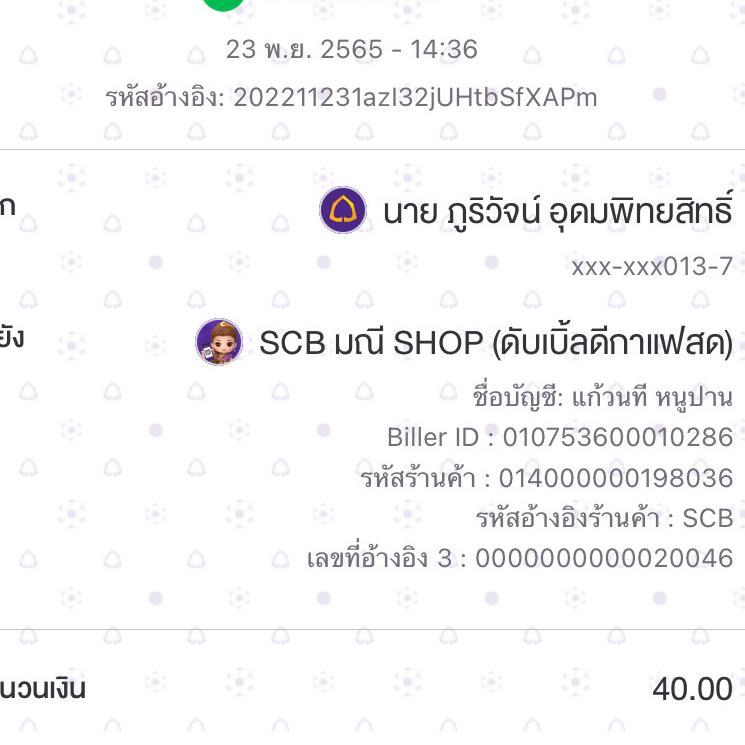 23 พ.ย. 2565 - 14:36
รหัสอ้างอิง: 202211231azI32jUHtbSfXAPm
ก
นาย ภูริวัจน์ อุดมพิทยสิทธิ์
xxx-xxx013-7
ยัง
SCB มณี SHOP (ดับเบิ้ลดีกาแฟสด)
ชื่อบัญชี: แก้วนที หนูปาน
Biller ID : 010753600010286
รหัสร้านค้า : 014000000198036
รหัสอ้างอิงร้านค้า : SCB
เลขที่อ้างอิง 3 : 0000000000020046
นวนเงิน
40.00